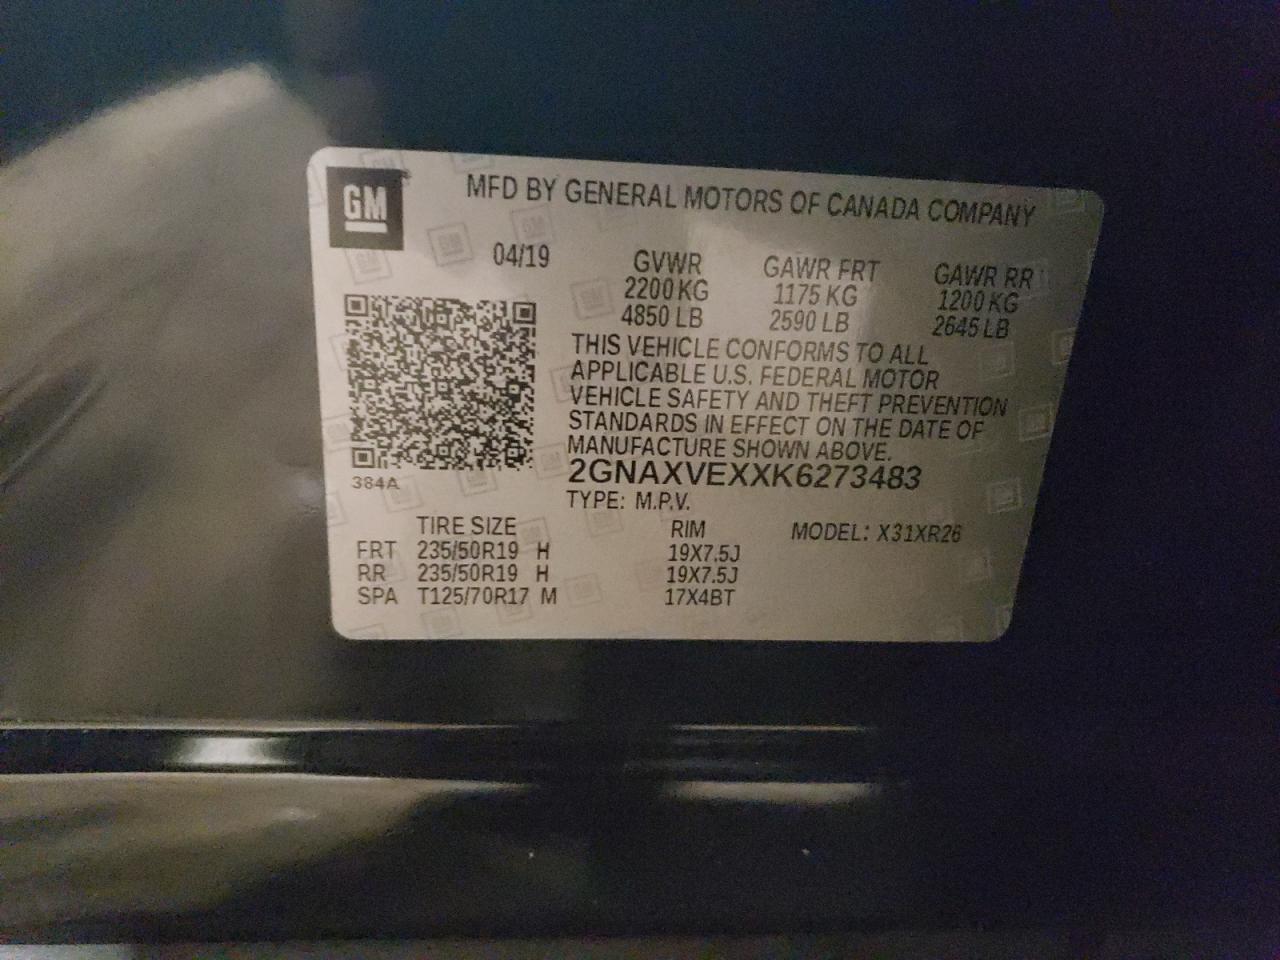 GM
MFD BY GENERAL MOTORS OF CANADA COMPANY
04/19
GVWR GAWR FRT GAWR RR
2200 KG 1175 KG 1200 KG
4850 LB 2590 LB 2645 LB
THIS VEHICLE CONFORMS TO ALL
APPLICABLE U.S. FEDERAL MOTOR
VEHICLE SAFETY AND THEFT PREVENTION
STANDARDS IN EFFECT ON THE DATE OF
MANUFACTURE SHOWN ABOVE.
384A
2GNAXVEXXK6273483
TYPE: M.P.V.
TIRE SIZE RIM MODEL: X31XR26
FRT 235/50R19 H 19X7.5J
RR 235/50R19 H 19X7.5J
SPA T125/70R17 M 17X4BT